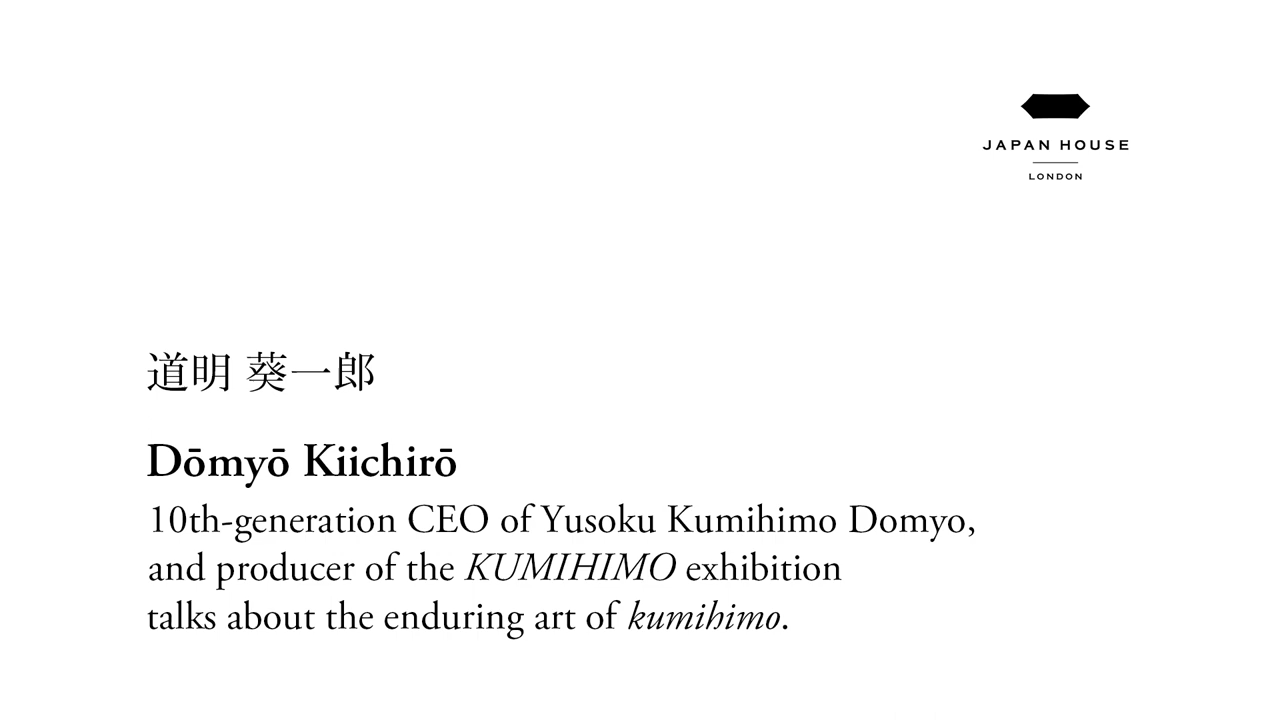 JAPAN HOUSE
LONDON
道明 葵一郎
Dōmyō Kiichirō
10th-generation CEO of Yusoku Kumihimo Domyo,
and producer of the KUMIHIMO exhibition
talks about the enduring art of kumihimo.